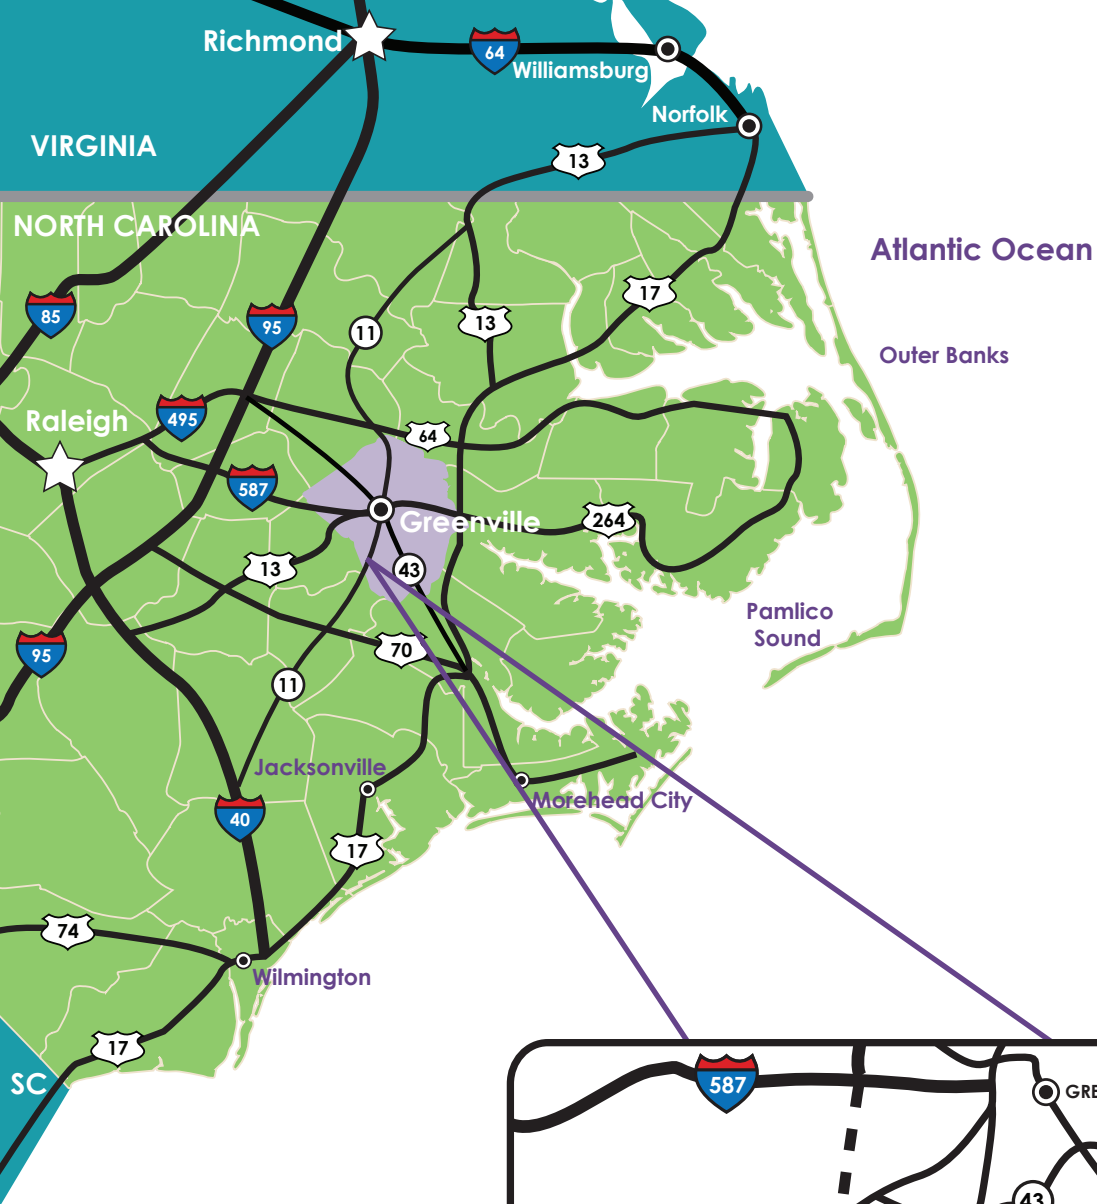 Richmond
64
Williamsburg
Norfolk
VIRGINIA
13
NORTH CAROLINA
Atlantic Ocean
17
85
95
11
13
Outer Banks
495
Raleigh
64
587
Greenville
264
13
43
Pamlico
Sound
95
70
11
Jacksonville
Morehead City
40
17
74
Wilmington
17
SC
587
GRE
43